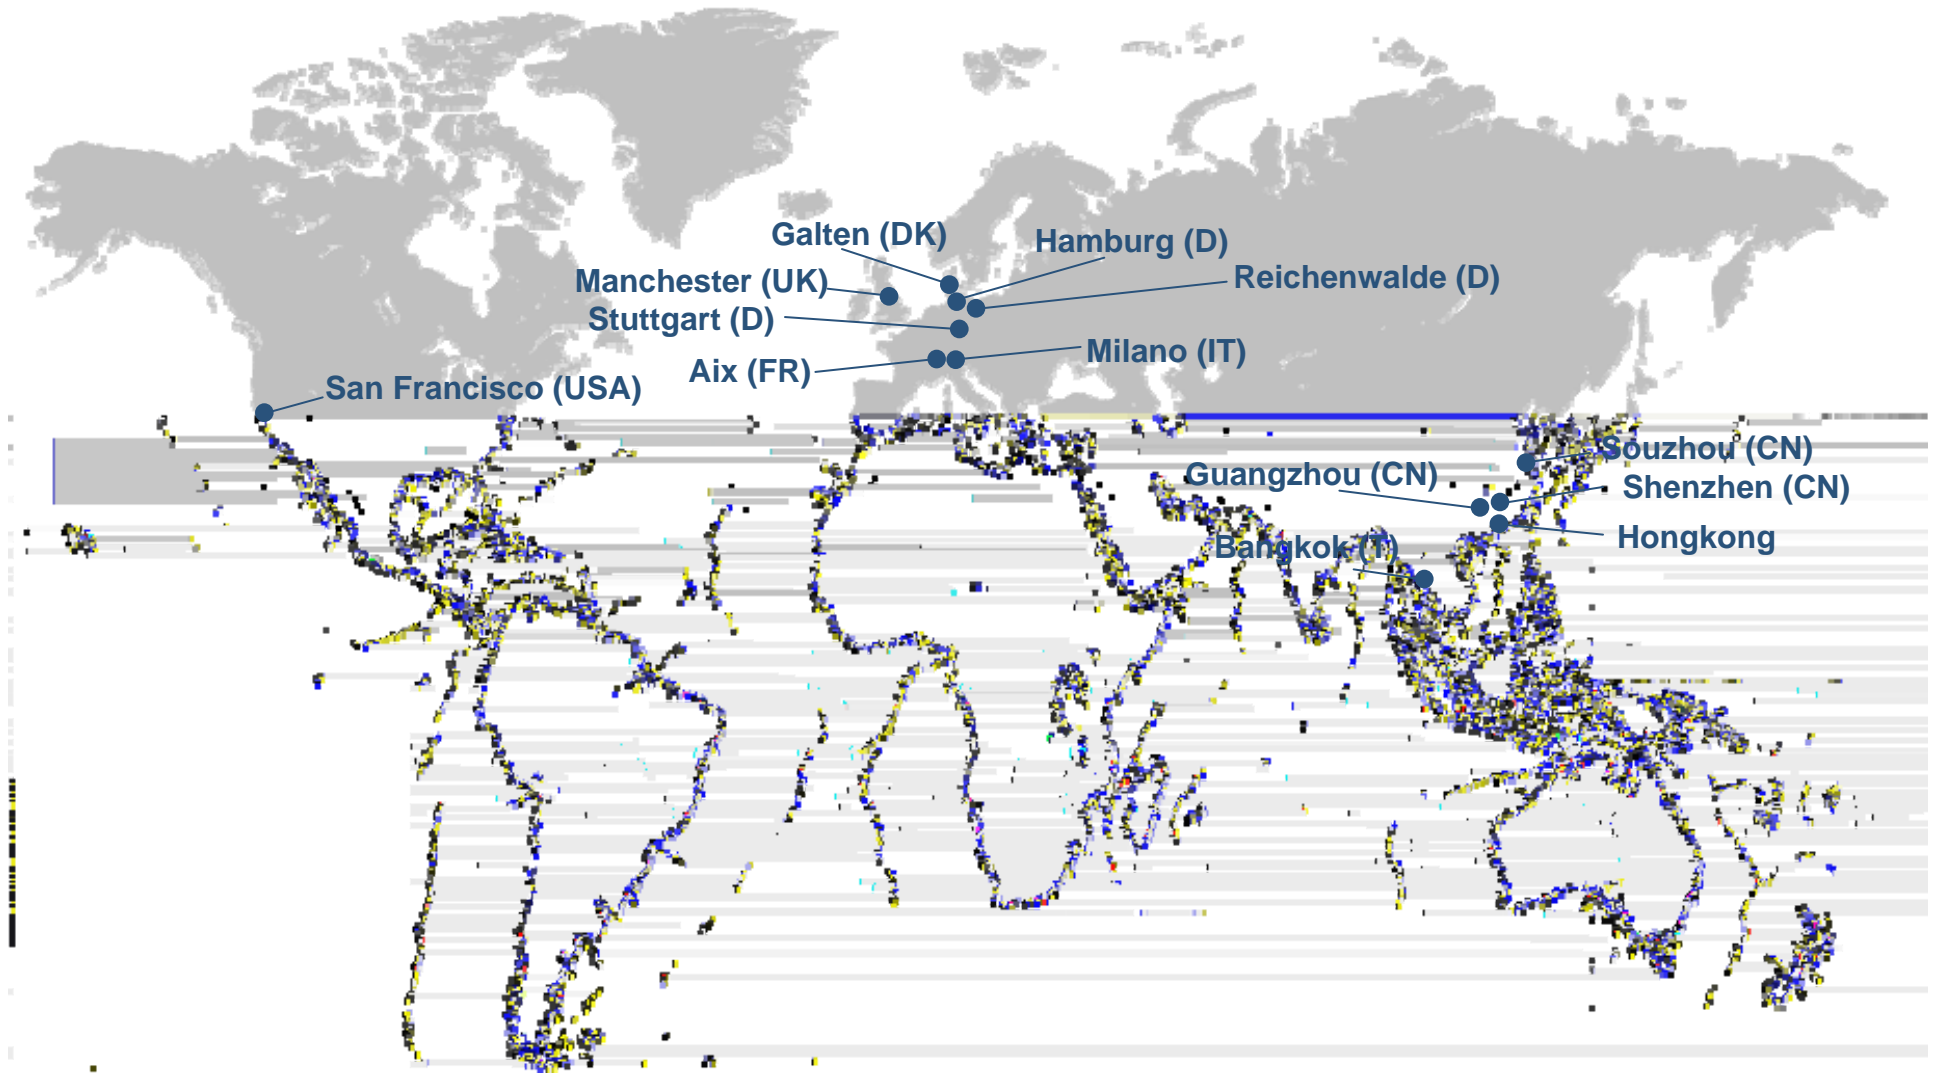 Galten (DK)
Hamburg (D)
Manchester (UK)
Reichenwalde (D)
Stuttgart (D)
Milano (IT)
Aix (FR)
San Francisco (USA)
Souzhou (CN)
Guangzhou (CN)
Shenzhen (CN)
Hongkong
Bangkok (T)